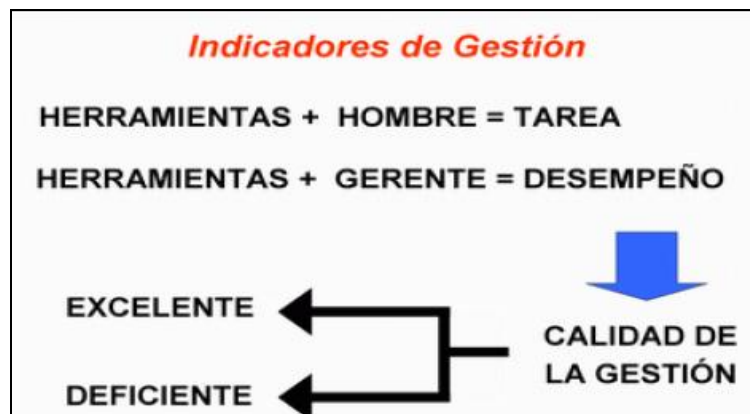 Indicadores de Gestión
HERRAMIENTAS + HOMBRE = TAREA
HERRAMIENTAS + GERENTE = DESEMPEÑO
EXCELENTE
DEFICIENTE
CALIDAD DE
LA GESTIÓN